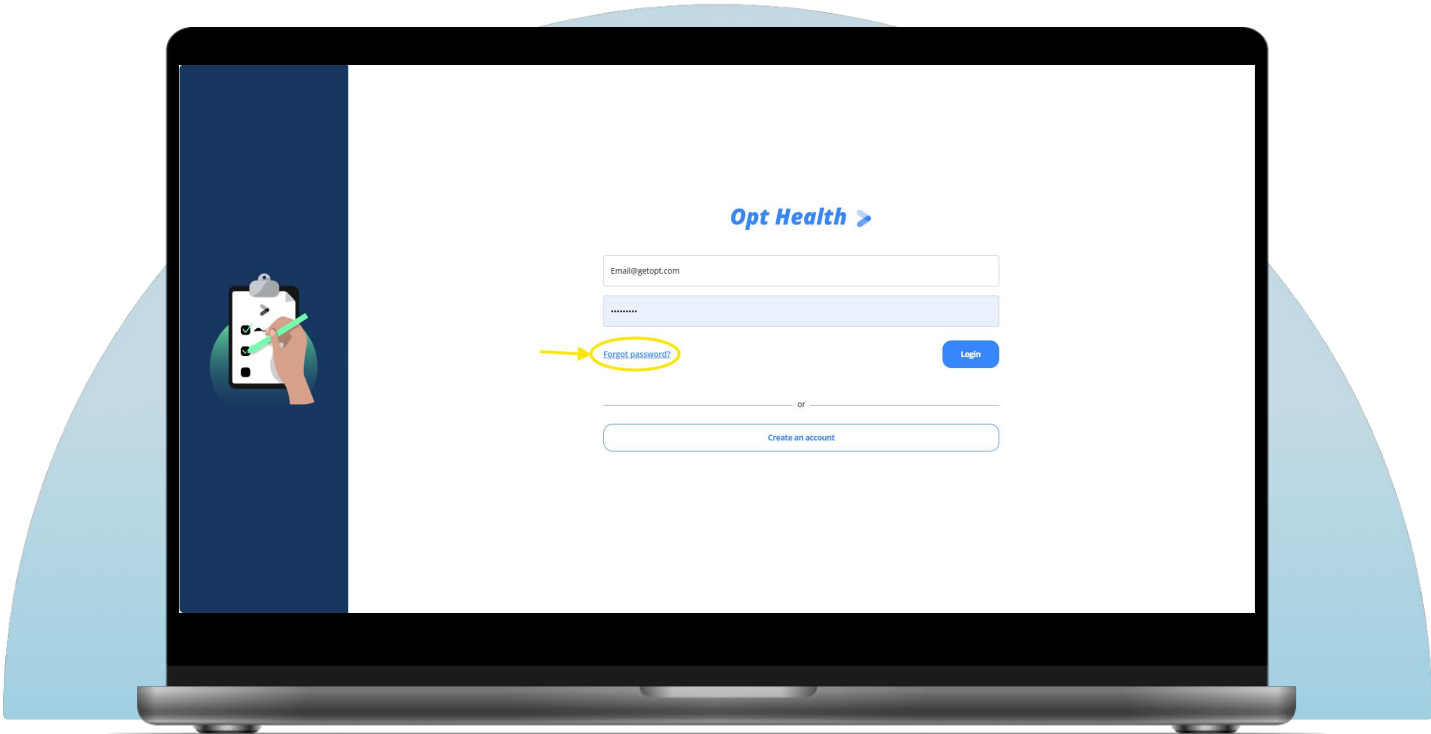 Opt Health
Email@getopt.com
•••••••••
Forgot password?
Login
or
Create an account